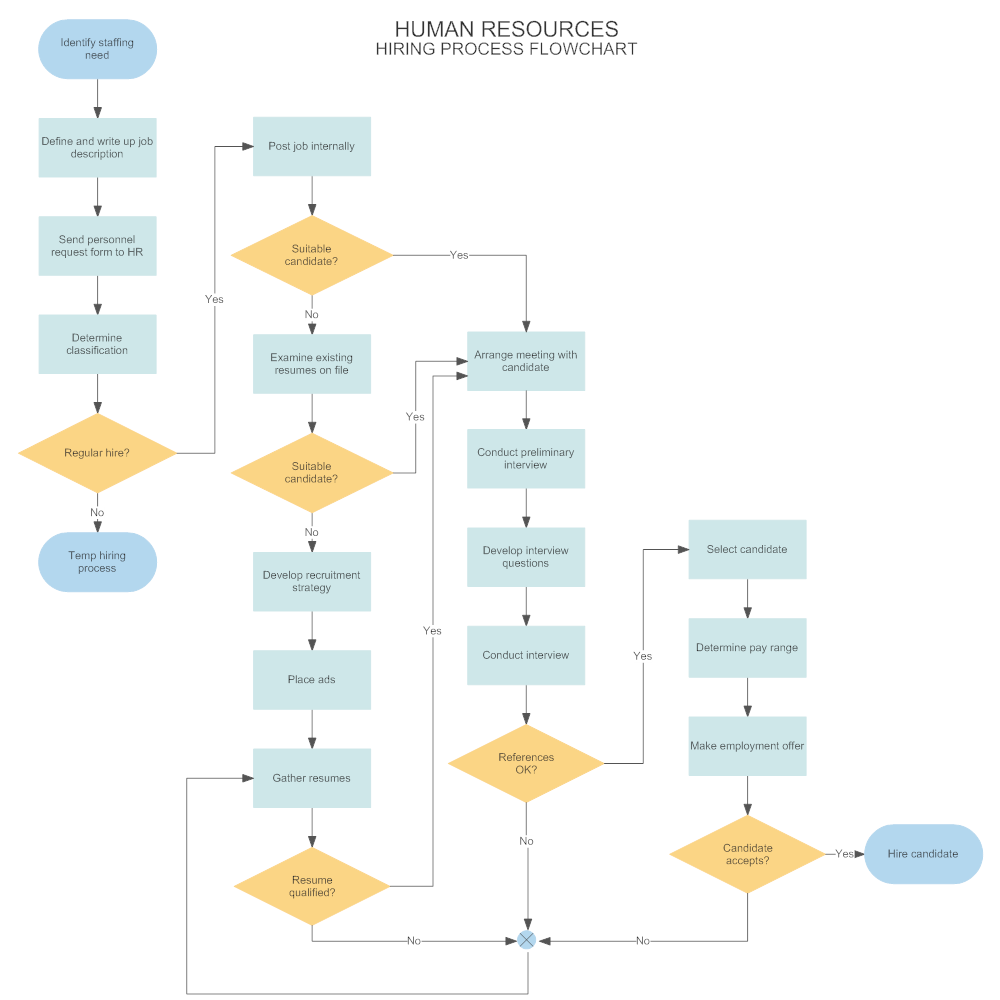 HUMAN RESOURCES
HIRING PROCESS FLOWCHART
Identify staffing
need
Define and write up job
description
Send personnel
request form to HR
Determine
classification
Regular hire?
Yes
No
Temp hiring
process
Post job internally
Suitable
candidate?
Yes
No
Examine existing
resumes on file
Suitable
candidate?
Yes
No
Develop recruitment
strategy
Place ads
Gather resumes
Resume
qualified?
Yes
No
Arrange meeting with
candidate
Conduct preliminary
interview
Develop interview
questions
Conduct interview
References
OK?
Yes
No
Select candidate
Determine pay range
Make employment offer
Candidate
accepts?
Yes
No
Hire candidate